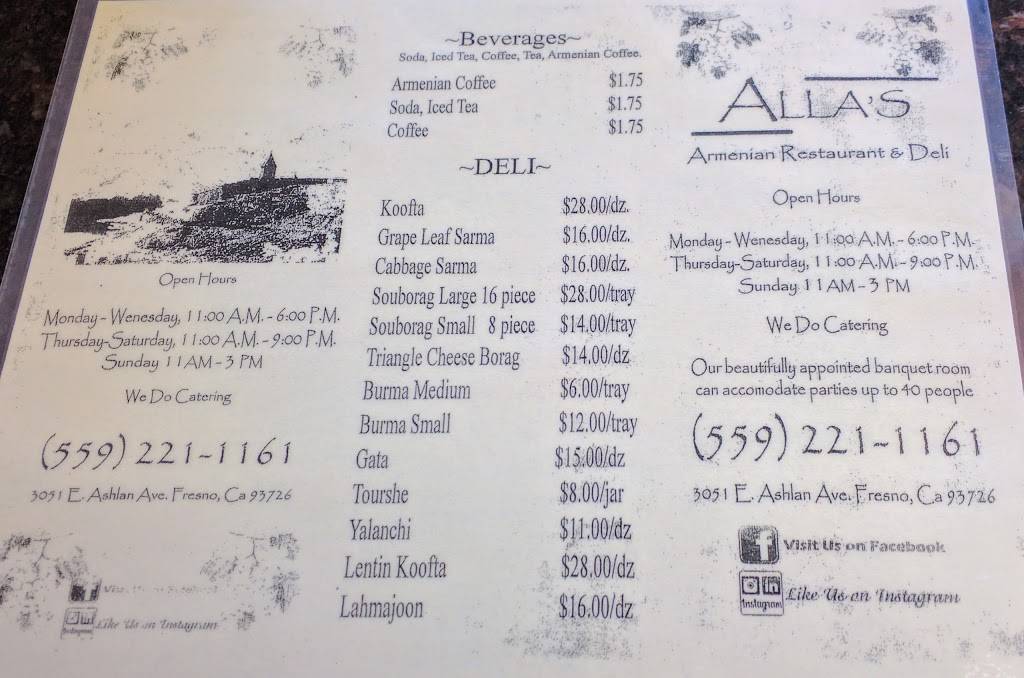 ~Beverages~
Soda, Iced Tea, Coffee, Tea, Armenian Coffee.
Armenian Coffee $1.75
Soda, Iced Tea $1.75
Coffee $1.75
~DELI~
Koofta $28.00/dz.
Grape Leaf Sarma $16.00/dz.
Cabbage Sarma $16.00/dz.
Souborag Large 16 piece $28.00/tray
Souborag Small 8 piece $14.00/tray
Triangle Cheese Borag $14.00/dz
Burma Medium $6.00/tray
Burma Small $12.00/tray
Gata $15.00/dz
Tourshe $8.00/jar
Yalanchi $11.00/dz
Lentin Koofta $28.00/dz
Lahmajoon $16.00/dz
Open Hours
Monday - Wenesday, 11:00 A.M. - 6:00 P.M.
Thursday-Saturday, 11:00 A.M. - 9:00 P.M.
Sunday 11AM - 3 PM
We Do Catering
(559) 221-1161
3051 E. Ashlan Ave. Fresno, Ca 93726
Visit Us on Facebook
Instagram Like Us on Instagram
ALLA'S
Armenian Restaurant & Deli
Open Hours
Monday - Wenesday, 11:00 A.M. - 6:00 P.M.
Thursday-Saturday, 11:00 A.M. - 9:00 P.M.
Sunday 11AM - 3 PM
We Do Catering
Our beautifully appointed banquet room
can accomodate parties up to 40 people
(559) 221-1161
3051 E. Ashlan Ave. Fresno, Ca 93726
f Visit Us on Facebook
in
Instagram Like Us on Instagram